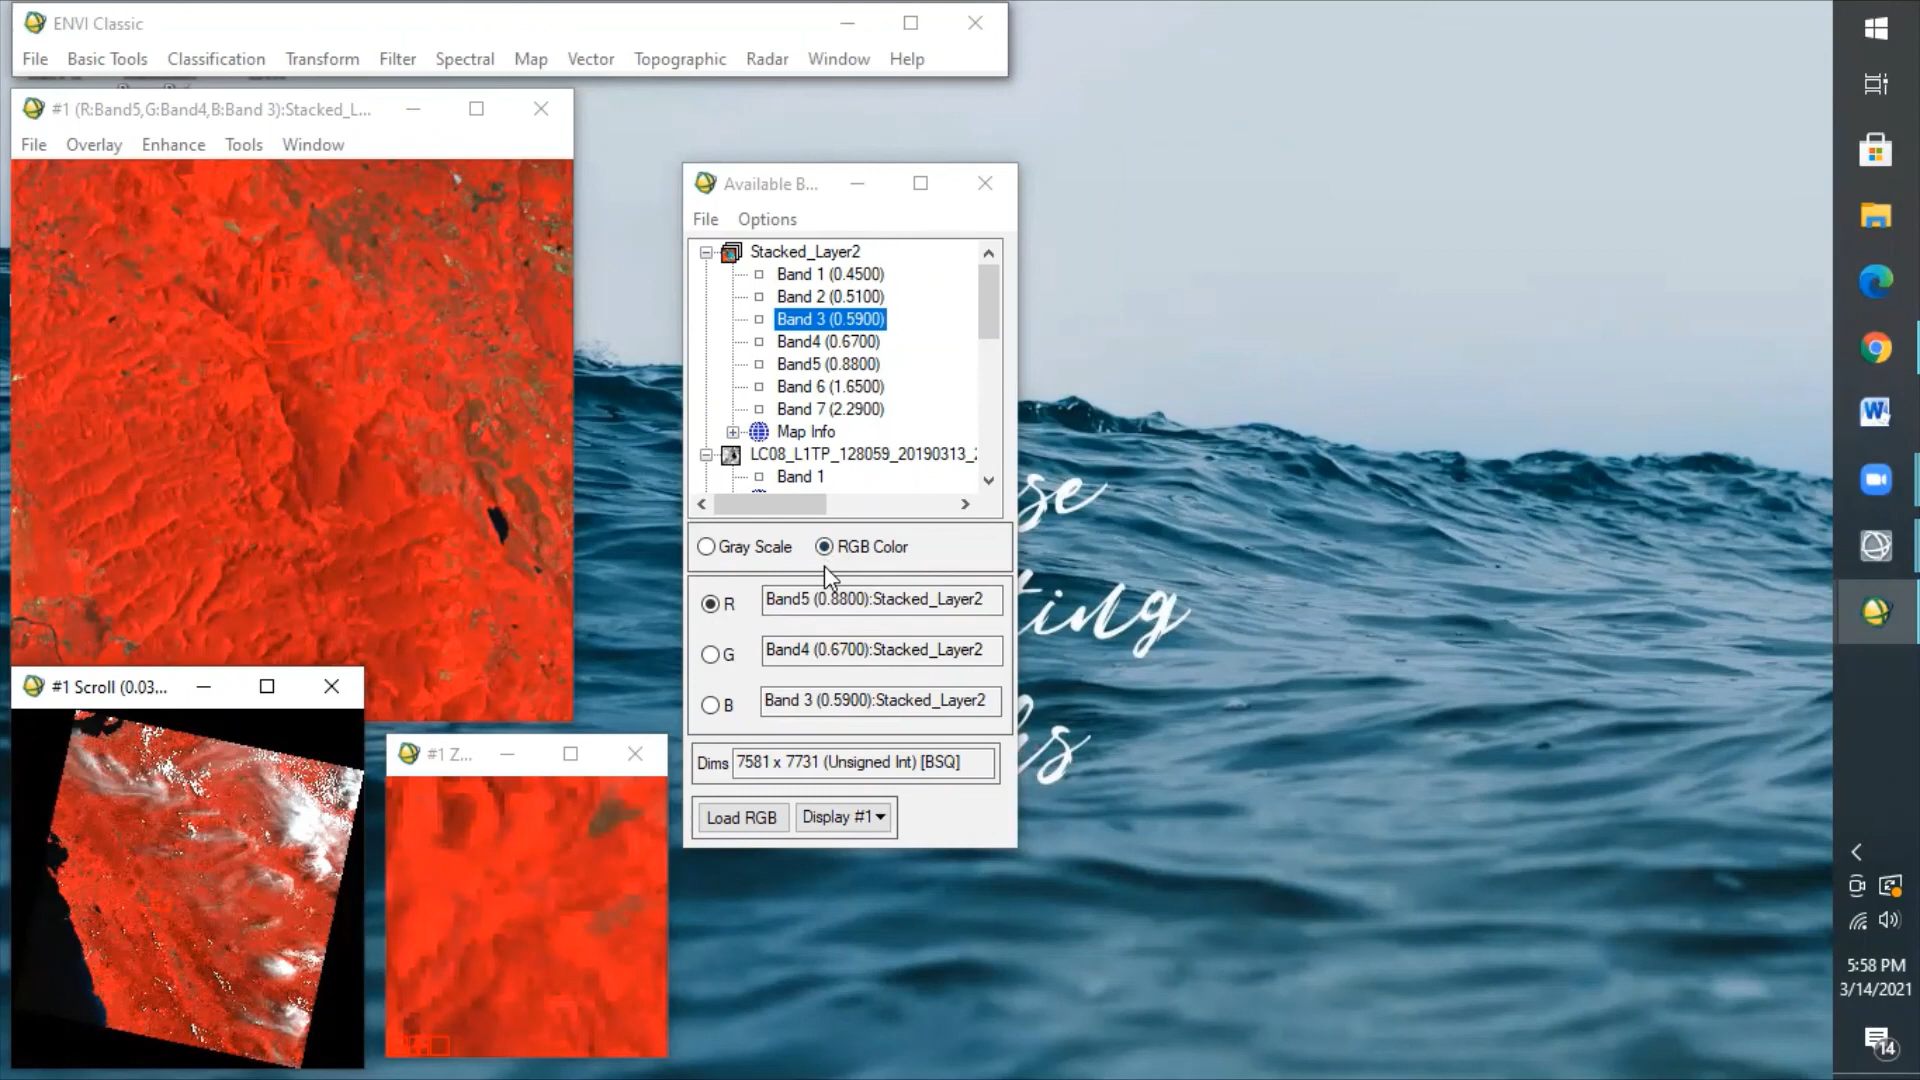 ENVI Classic
File Basic Tools Classification Transform Filter Spectral Map Vector Topographic Radar Window Help
#1 (R:Band5,G:Band4,B:Band 3):Stacked_L...
File Overlay Enhance Tools Window
Available B...
File Options
Stacked_Layer2
Band 1 (0.4500)
Band 2 (0.5100)
Band 3 (0.5900)
Band4 (0.6700)
Band5 (0.8800)
Band 6 (1.6500)
Band 7 (2.2900)
Map Info
LC08_L1TP_128059_20190313_
Band 1
Gray Scale RGB Color
R Band5 (0.8800):Stacked_Layer2
G Band4 (0.6700):Stacked_Layer2
B Band 3 (0.5900):Stacked_Layer2
Dims 7581 x 7731 (Unsigned Int) [BSQ]
Load RGB Display #1
#1 Scroll (0.03...
#1 Z...
5:58 PM
3/14/2021
14